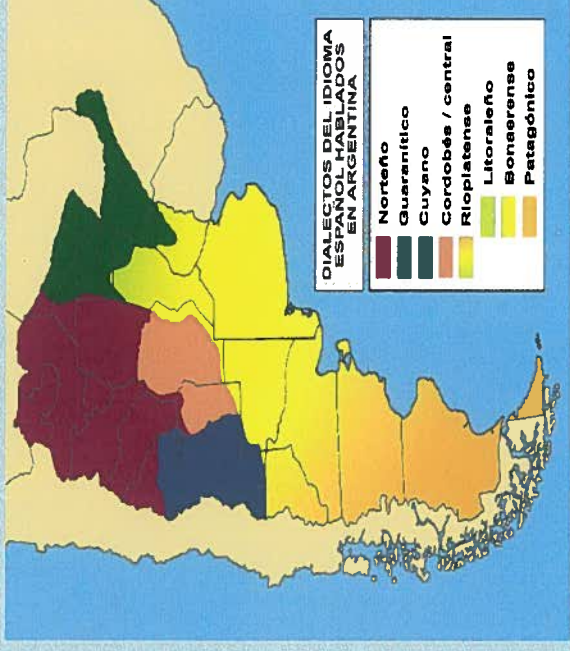 DIALECTOS DEL IDIOMA
ESPAÑOL HABLADOS
EN ARGENTINA
Norteño
Guaranítico
Cuyano
Cordobés / central
Rioplatense
Litoraleño
Bonaerense
Patagónico